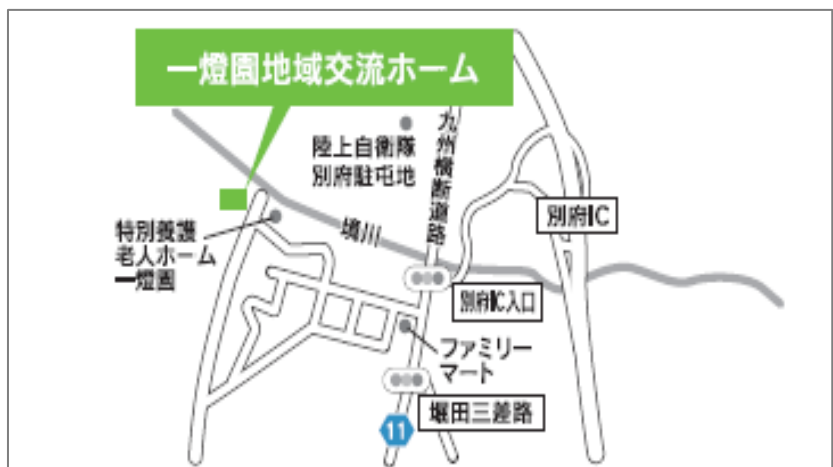 一燈園地域交流ホーム
陸上自衛隊
別府駐屯地
九州横断道路
別府IC
特別養護
老人ホーム
一燈園
境川
別府IC入口
ファミリー
マート
堀田三差路
11